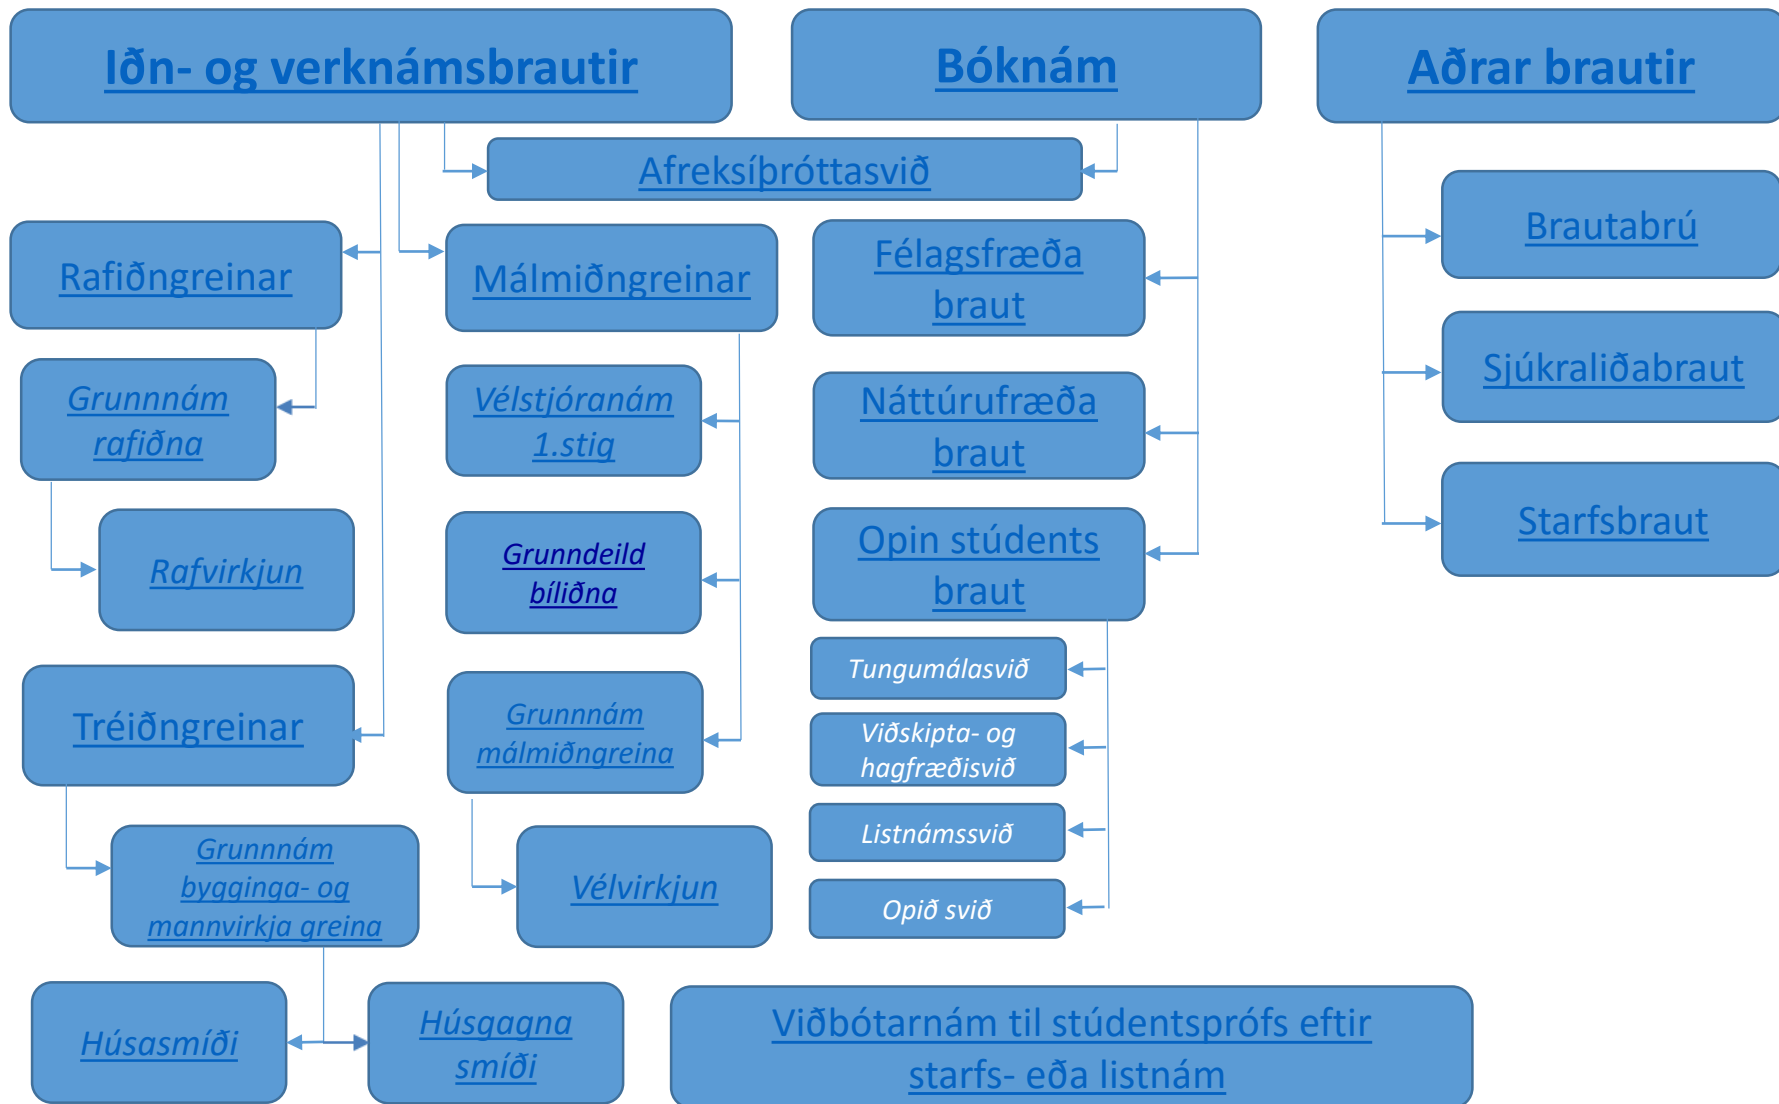 Iðn- og verknámsbrautir
Bóknám
Aðrar brautir
Afreksíþróttasvið
Rafiðngreinar
Málmiðngreinar
Félagsfræða
braut
Brautabrú
Grunnnám
rafiðna
Vélstjóranám
1.stig
Náttúrufræða
braut
Sjúkraliðabraut
Rafvirkjun
Grunndeild
bíliðna
Opin stúdents
braut
Starfsbraut
Tungumálasvið
Tréiðngreinar
Grunnnám
málmiðngreina
Viðskipta- og
hagfræðisvið
Listnámssvið
Grunnnám
bygginga- og
mannvirkja greina
Vélvirkjun
Opið svið
Húsasmíði
Húsgagna
smíði
Viðbótarnám til stúdentsprófs eftir
starfs- eða listnám